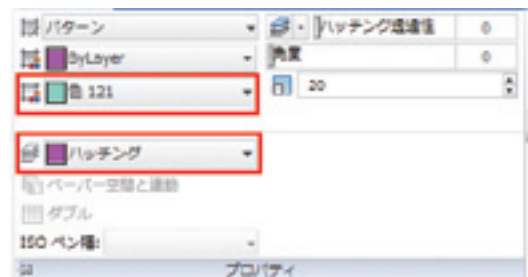 パターン
ハッチング透過性 0
ByLayer
角度 0
色 121
20
ハッチング
ペーパー空間と連動
ダブル
ISO ペン幅:
プロパティ